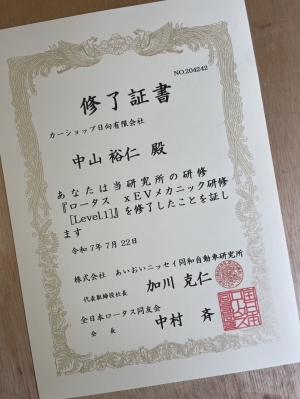 NO.204242
修了証書
カーショップ日向有限会社
中山 裕仁 殿
あなたは当研究所の研修
『ロータス xEVメカニック研修
[Level.1]』を修了したことを証し
ます
令和7年7月22日
株式会社 あいおいニッセイ同和自動車研究所
代表取締役社長 加川 克仁
全日本ロータス同友会
会長 中村 斉